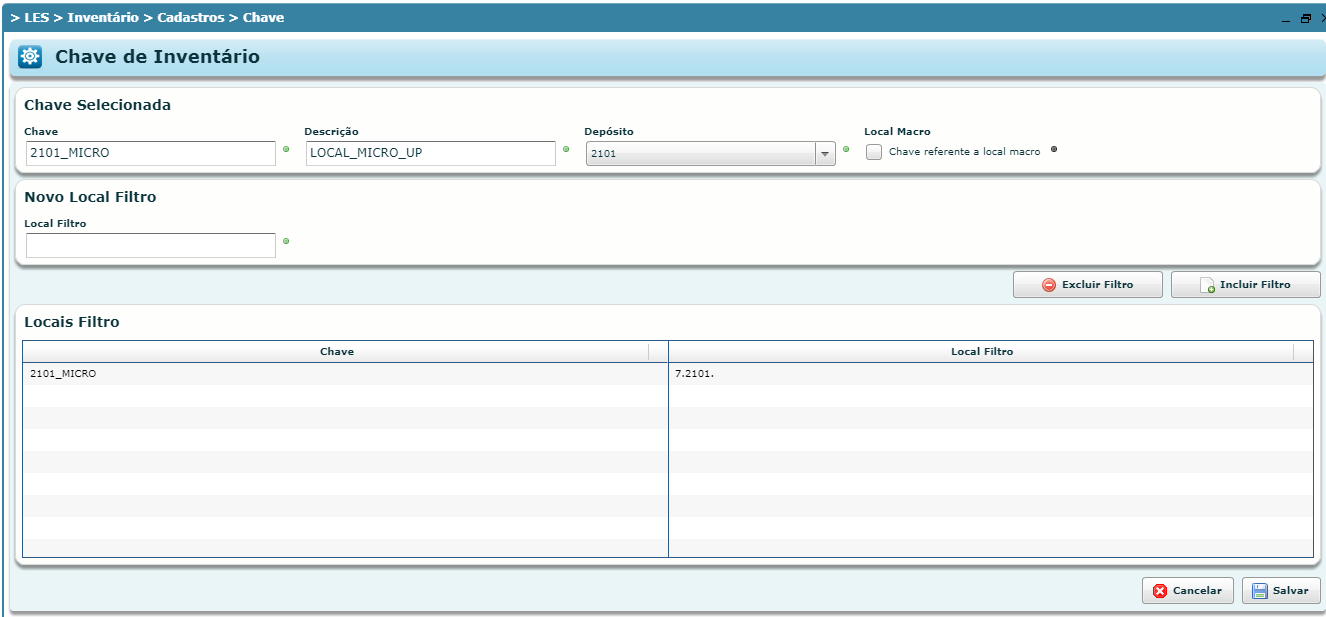 > LES > Inventário > Cadastros > Chave
Chave de Inventário
Chave Selecionada
Chave Descrição Depósito Local Macro
2101_MICRO LOCAL_MICRO_UP 2101 Chave referente a local macro
Novo Local Filtro
Local Filtro
Excluir Filtro Incluir Filtro
Locais Filtro
Chave Local Filtro
2101_MICRO 7.2101.
Cancelar Salvar